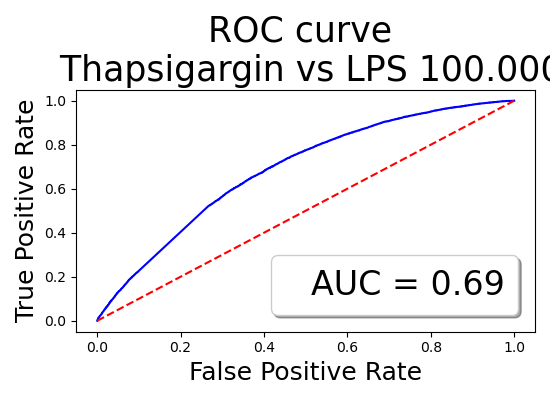 ROC curve
Thapsigargin vs LPS 100.000
1.0
0.8
0.6
0.4
0.2
0.0
True Positive Rate
AUC = 0.69
0.0 0.2 0.4 0.6 0.8 1.0
False Positive Rate